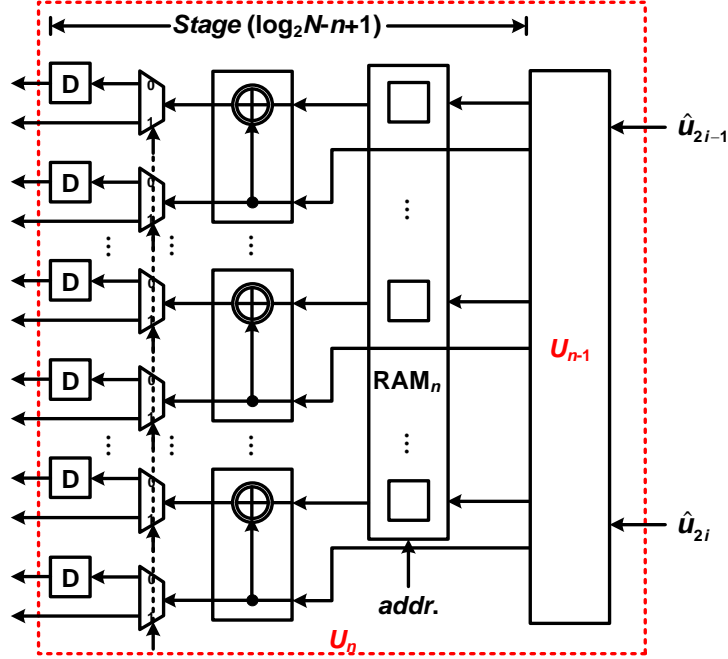 Stage (log₂N-n+1)
D 0
1
û₂ᵢ₋₁
D 0
1
⋮
⋮ ⋮ ⋮
D 0
1
Uₙ₋₁
RAMₙ
D 0
1
⋮ ⋮ ⋮ ⋮
D 0
1
û₂ᵢ
D 0
addr.
1
Uₙ